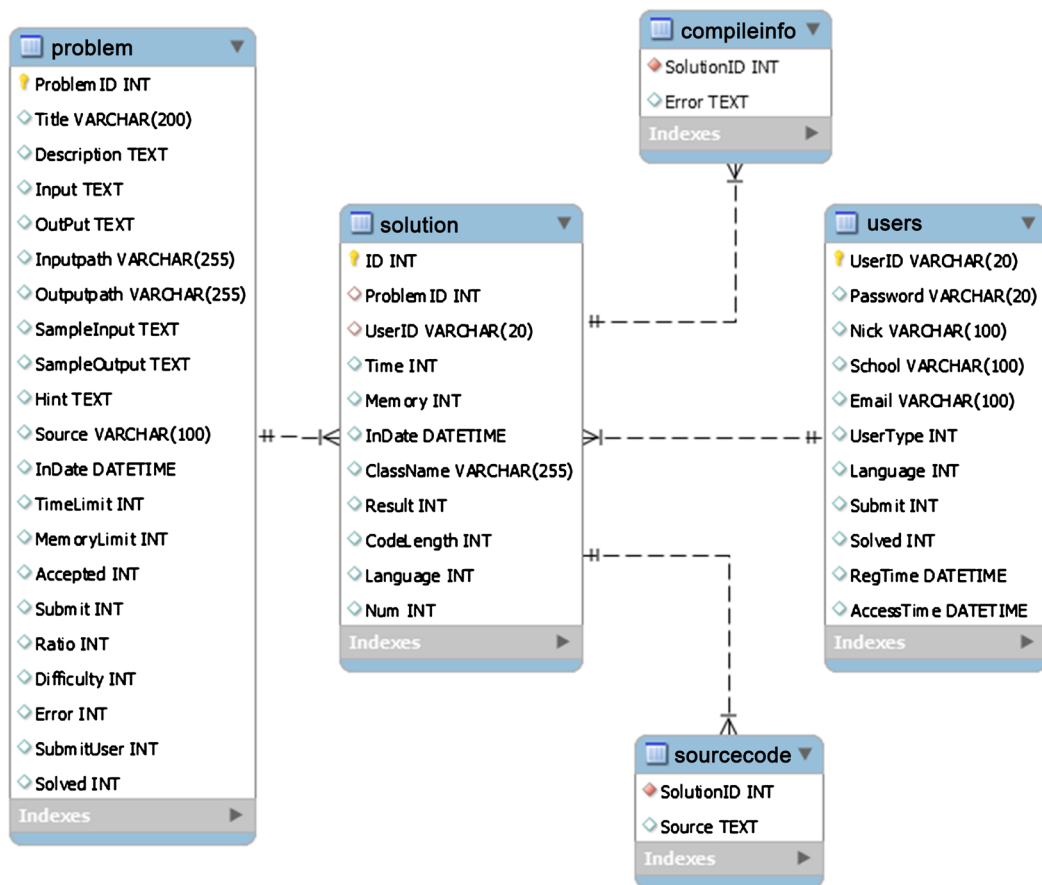 problem
ProblemID INT
Title VARCHAR(200)
Description TEXT
Input TEXT
OutPut TEXT
Inputpath VARCHAR(255)
Outputpath VARCHAR(255)
SampleInput TEXT
SampleOutput TEXT
Hint TEXT
Source VARCHAR(100)
InDate DATETIME
TimeLimit INT
MemoryLimit INT
Accepted INT
Submit INT
Ratio INT
Difficulty INT
Error INT
SubmitUser INT
Solved INT
Indexes
solution
ID INT
ProblemID INT
UserID VARCHAR(20)
Time INT
Memory INT
InDate DATETIME
ClassName VARCHAR(255)
Result INT
CodeLength INT
Language INT
Num INT
Indexes
compileinfo
SolutionID INT
Error TEXT
Indexes
users
UserID VARCHAR(20)
Password VARCHAR(20)
Nick VARCHAR(100)
School VARCHAR(100)
Email VARCHAR(100)
UserType INT
Language INT
Submit INT
Solved INT
RegTime DATETIME
AccessTime DATETIME
Indexes
sourcecode
SolutionID INT
Source TEXT
Indexes